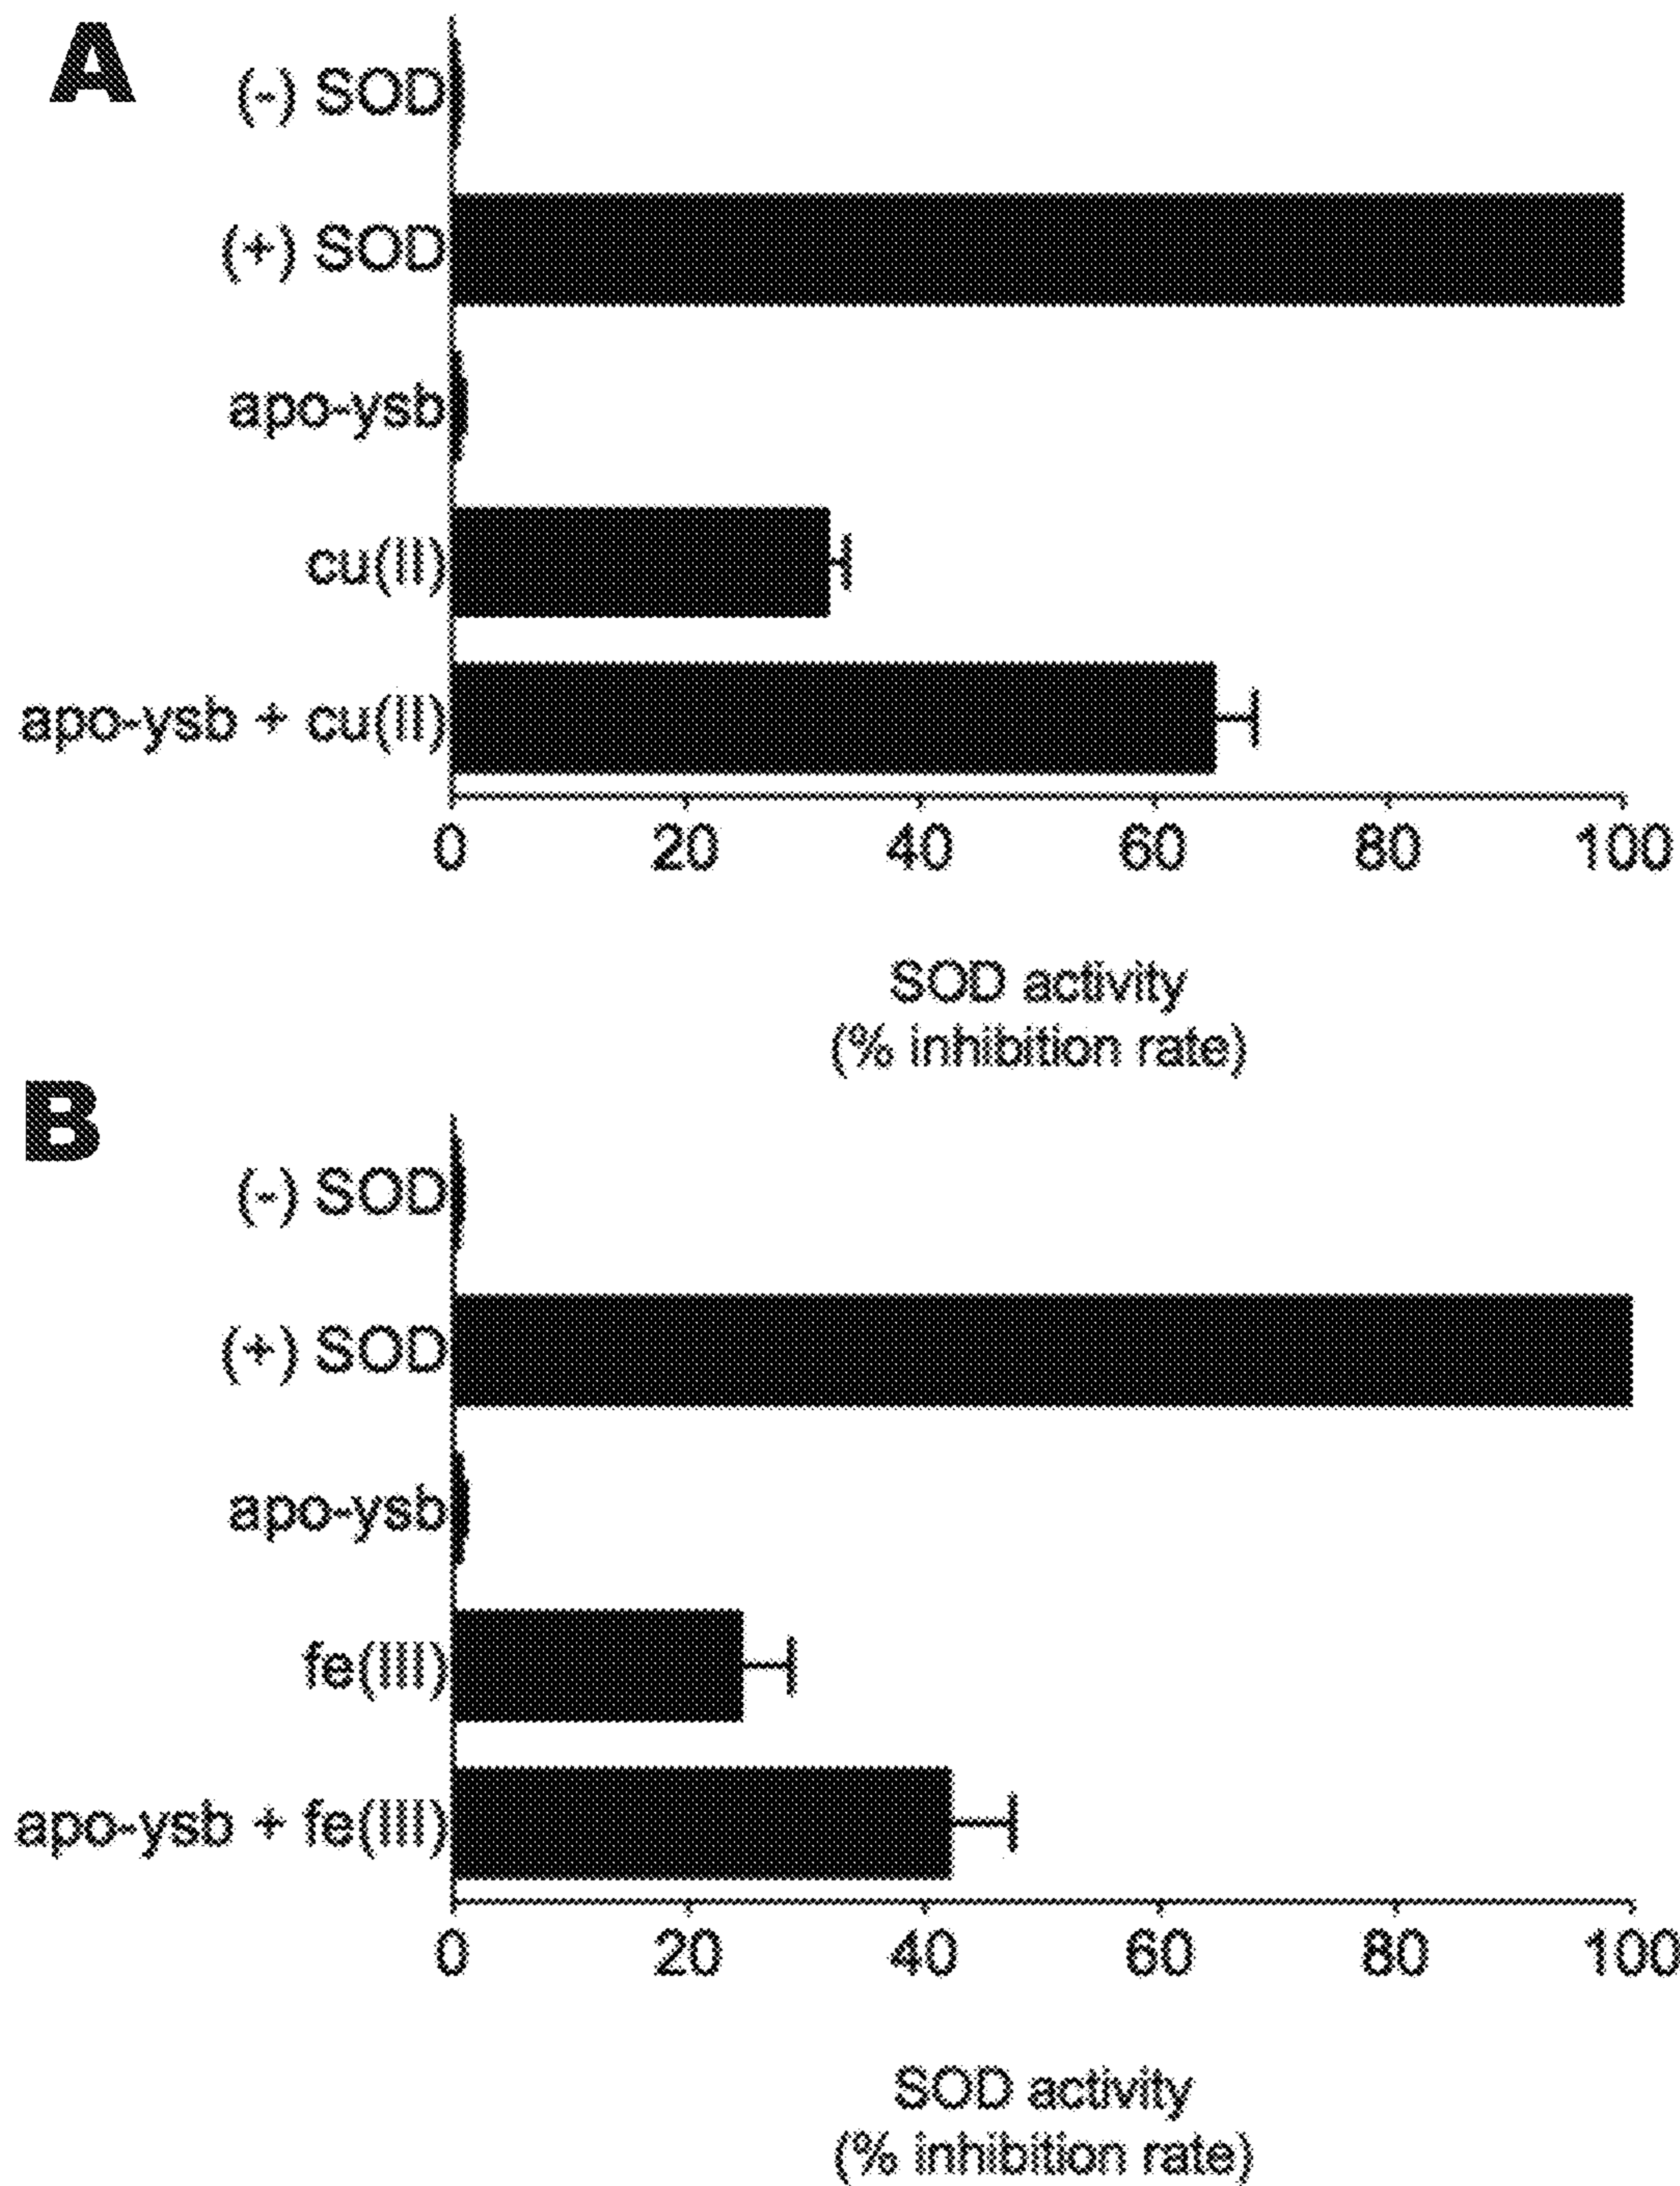 A
(-) SOD
(+) SOD
apo-ysb
cu(II)
apo-ysb + cu(II)
0 20 40 60 80 100
SOD activity
(% inhibition rate)
B
(-) SOD
(+) SOD
apo-ysb
fe(III)
apo-ysb + fe(III)
0 20 40 60 80 100
SOD activity
(% inhibition rate)